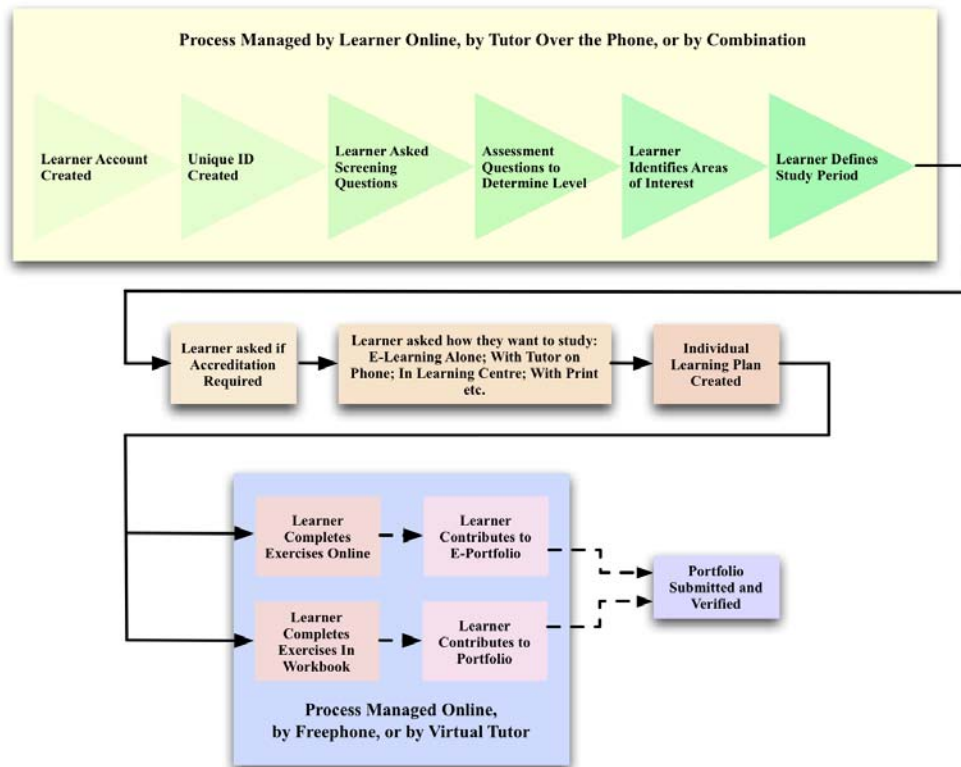 Process Managed by Learner Online, by Tutor Over the Phone, or by Combination
Learner Account
Created
Unique ID
Created
Learner Asked
Screening
Questions
Assessment
Questions to
Determine Level
Learner
Identifies Areas
of Interest
Learner Defines
Study Period
Learner asked if
Accreditation
Required
Learner asked how they want to study:
E-Learning Alone; With Tutor on
Phone; In Learning Centre; With Print
etc.
Individual
Learning Plan
Created
Learner
Completes
Exercises Online
Learner
Contributes to
E-Portfolio
Portfolio
Submitted and
Verified
Learner
Completes
Exercises In
Workbook
Learner
Contributes to
Portfolio
Process Managed Online,
by Freephone, or by Virtual Tutor